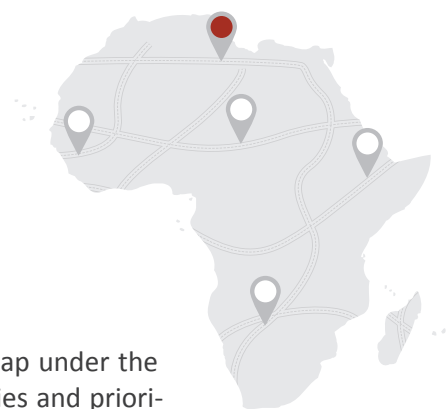 ap under the
ies and priori-